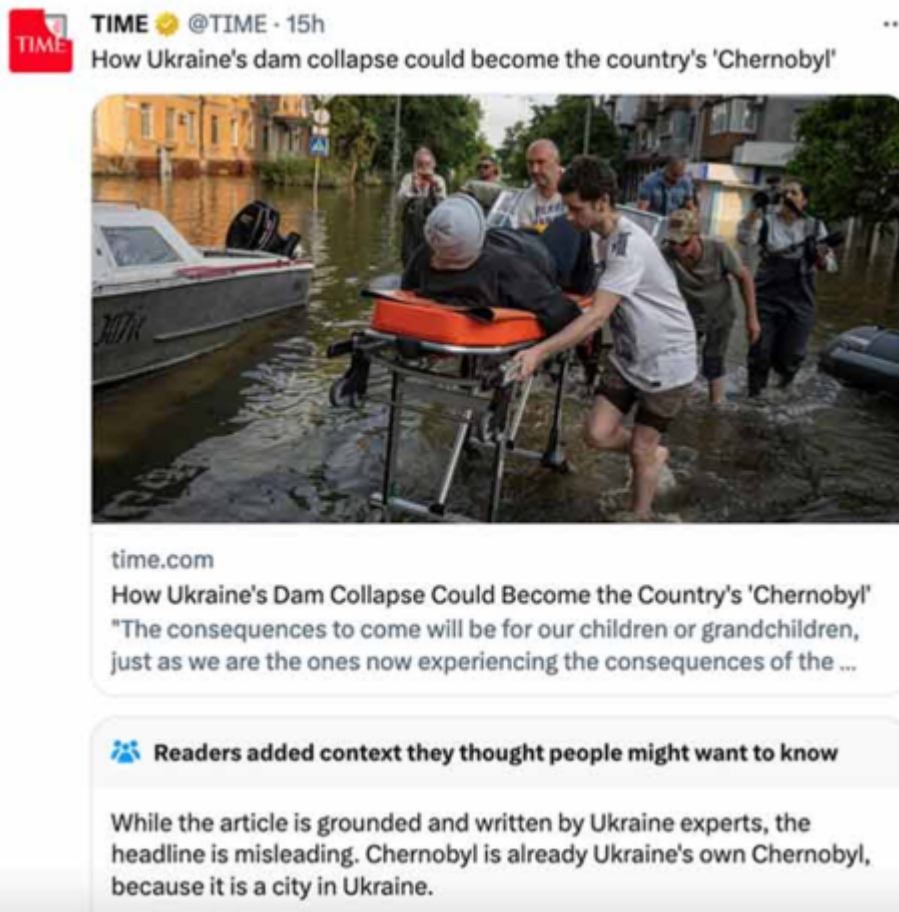 TIME
TIME @TIME · 15h
How Ukraine's dam collapse could become the country's 'Chernobyl'
time.com
How Ukraine's Dam Collapse Could Become the Country's 'Chernobyl'
"The consequences to come will be for our children or grandchildren,
just as we are the ones now experiencing the consequences of the ...
Readers added context they thought people might want to know
While the article is grounded and written by Ukraine experts, the
headline is misleading. Chernobyl is already Ukraine's own Chernobyl,
because it is a city in Ukraine.